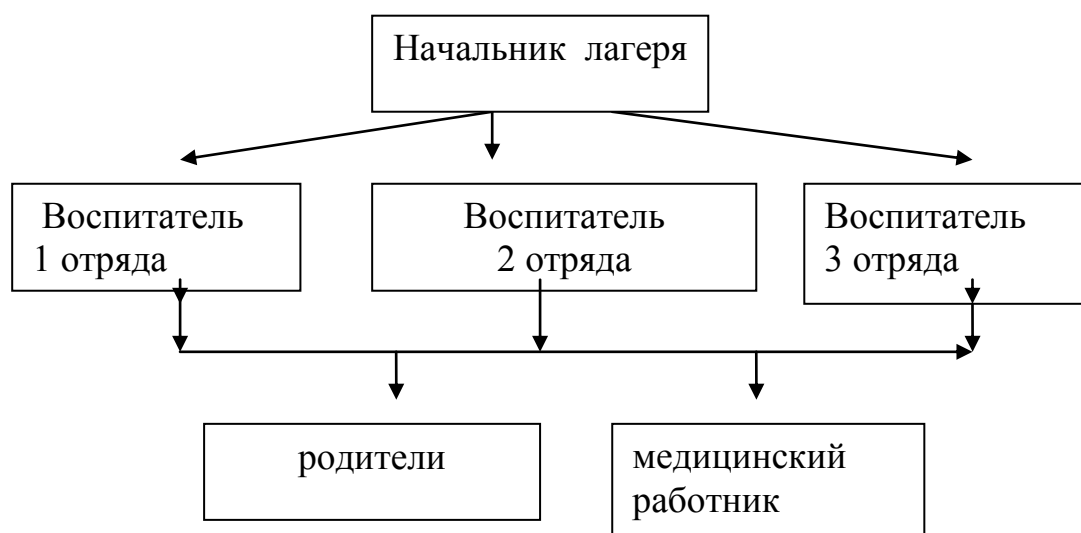 Начальник лагеря
Воспитатель
1 отряда
Воспитатель
2 отряда
Воспитатель
3 отряда
родители
медицинский
работник